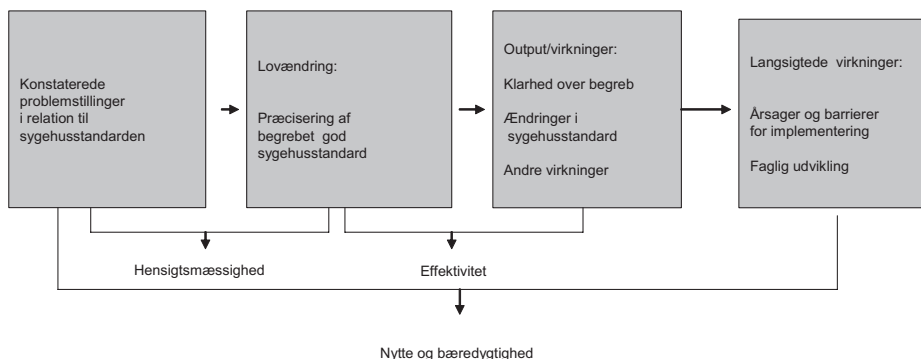 Konstaterede
problemstillinger
i relation til
sygehusstandarden
Lovændring:
Præcisering af
begrebet god
sygehusstandard
Output/virkninger:
Klarhed over begreb
Ændringer i
sygehusstandard
Andre virkninger
Langsigtede virkninger:
Årsager og barrierer
for implementering
Faglig udvikling
Hensigtsmæssighed
Effektivitet
Nytte og bæredygtighed